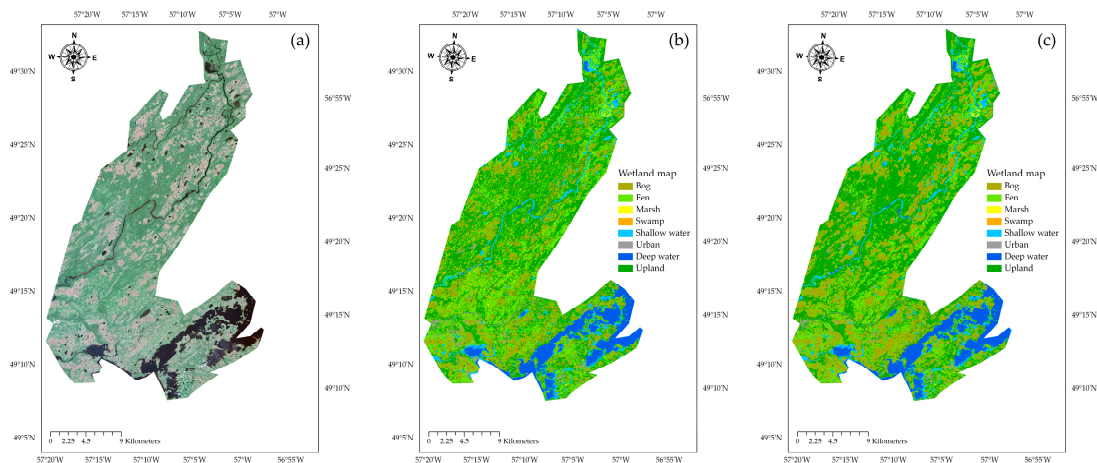 57°20'W 57°15'W 57°10'W 57°5'W 57°W
57°20'W 57°15'W 57°10'W 57°5'W 57°W
57°20'W 57°15'W 57°10'W 57°5'W 57°W
(a)
(b)
(c)
N
W E
S
N
W E
S
N
W E
S
49°30'N
49°25'N
49°20'N
49°15'N
49°10'N
49°5'N
56°55'W
49°25'N
49°20'N
49°15'N
49°10'N
49°30'N
49°25'N
49°20'N
49°15'N
49°10'N
49°5'N
Wetland map
Bog
Fen
Marsh
Swamp
Shallow water
Urban
Deep water
Upland
56°55'W
49°25'N
49°20'N
49°15'N
49°10'N
49°30'N
49°25'N
49°20'N
49°15'N
49°10'N
49°5'N
Wetland map
Bog
Fen
Marsh
Swamp
Shallow water
Urban
Deep water
Upland
56°55'W
49°25'N
49°20'N
49°15'N
49°10'N
0 2.25 4.5 9 Kilometers
0 2.25 4.5 9 Kilometers
0 2.25 4.5 9 Kilometers
57°20'W 57°15'W 57°10'W 57°5'W 57°W 56°55'W
57°20'W 57°15'W 57°10'W 57°5'W 57°W 56°55'W
57°20'W 57°15'W 57°10'W 57°5'W 57°W 56°55'W